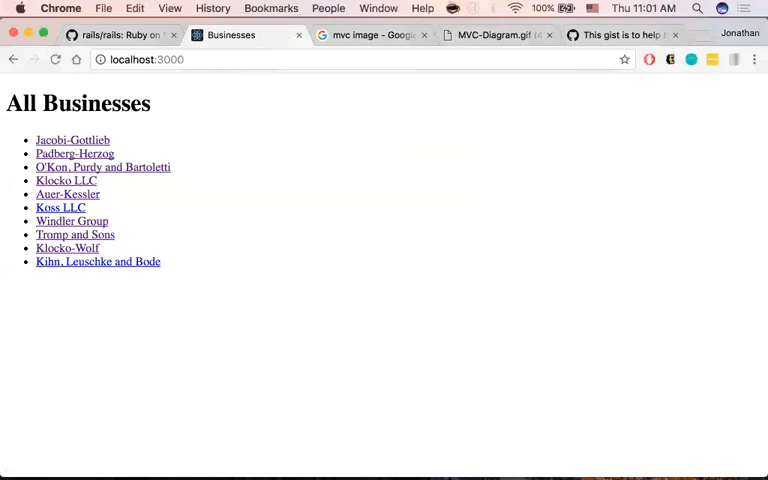 Chrome File Edit View History Bookmarks People Window Help 100% Thu 11:01 AM
rails/rails: Ruby on Businesses mvc image - Google MVC-Diagram.gif This gist is to help Jonathan
localhost:3000
All Businesses
Jacobi-Gottlieb
Padberg-Herzog
O'Kon, Purdy and Bartoletti
Klocko LLC
Auer-Kessler
Koss LLC
Windler Group
Tromp and Sons
Klocko-Wolf
Kihn, Leuschke and Bode